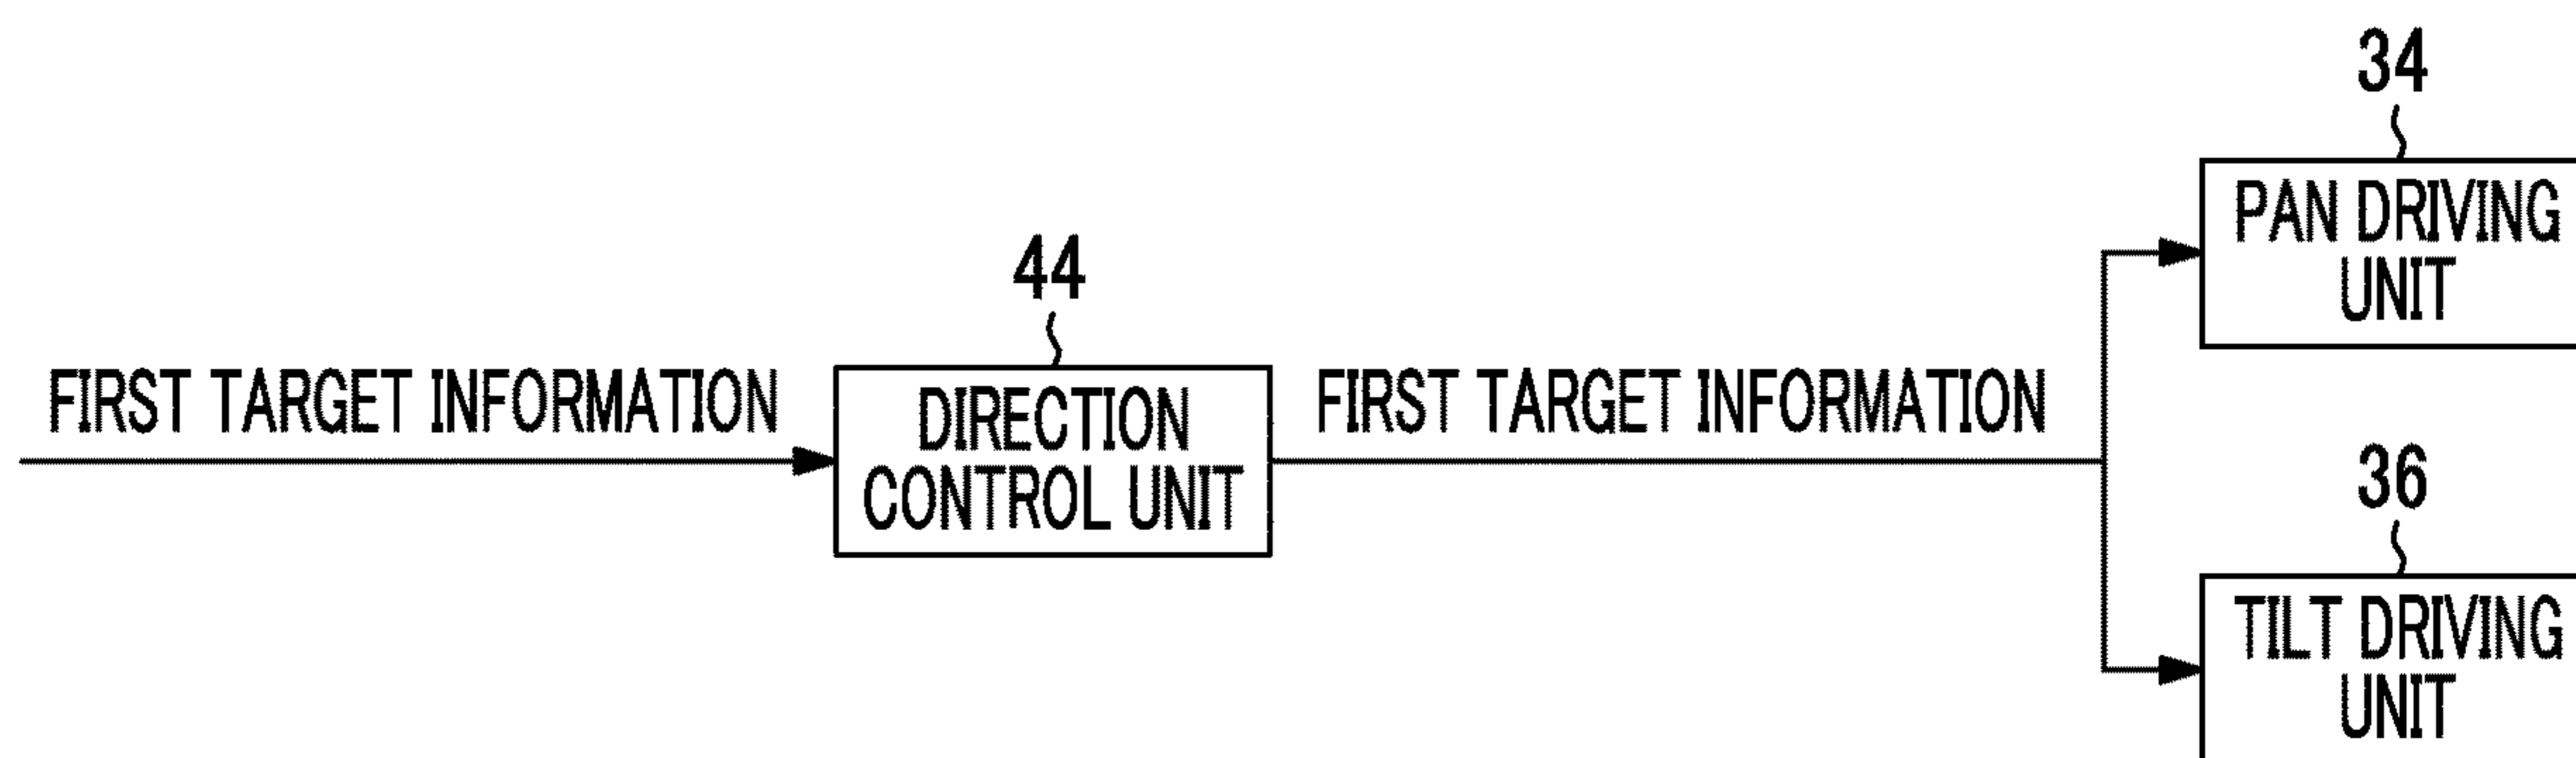 34
PAN DRIVING
UNIT
44
FIRST TARGET INFORMATION
DIRECTION
CONTROL UNIT
FIRST TARGET INFORMATION
36
TILT DRIVING
UNIT